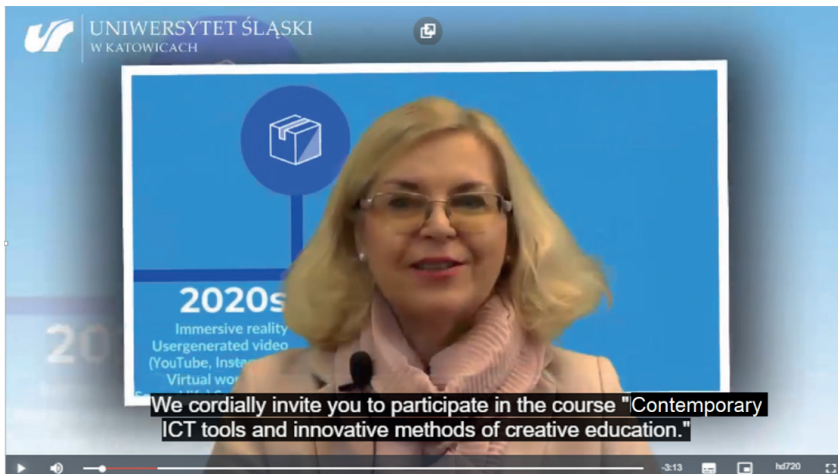 UNIWERSYTET ŚLĄSKI
W KATOWICACH
2020s
Immersive reality
Usergenerated video
(YouTube, Insta
Virtual wor
20
We cordially invite you to participate in the course "Contemporary
ICT tools and innovative methods of creative education."
-3:13
hd720